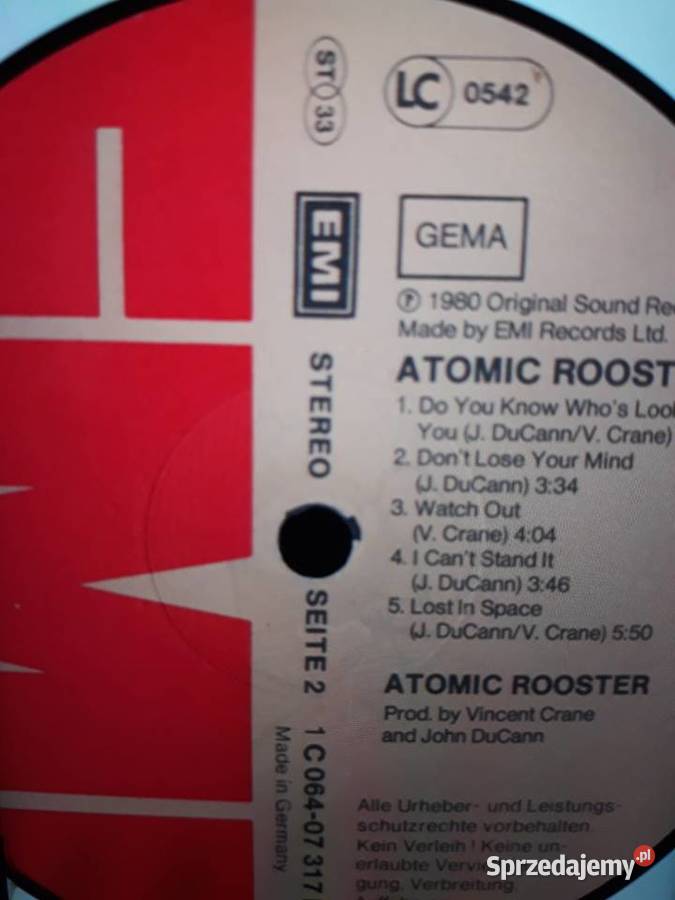 ST 33
LC 0542
EMI
GEMA
℗ 1980 Original Sound
Made by EMI Records Ltd.
STEREO
ATOMIC ROOST
1. Do You Know Who's
You (J. DuCann/V. Crane)
2. Don't Lose Your Mind
(J. DuCann) 3:34
3. Watch Out
(V. Crane) 4:04
4. I Can't Stand It
(J. DuCann) 3:46
5. Lost In Space
(J. DuCann/V. Crane) 5:50
SEITE 2
1 C 064-07 317
Made in Germany
ATOMIC ROOSTER
Prod. by Vincent Crane
and John DuCann
Alle Urheber- und Leistungs-
schutzrechte vorbehalten.
Kein Verleih! Keine un-
erlaubte
gung, Verbreitung,
Sprzedajemy.pl